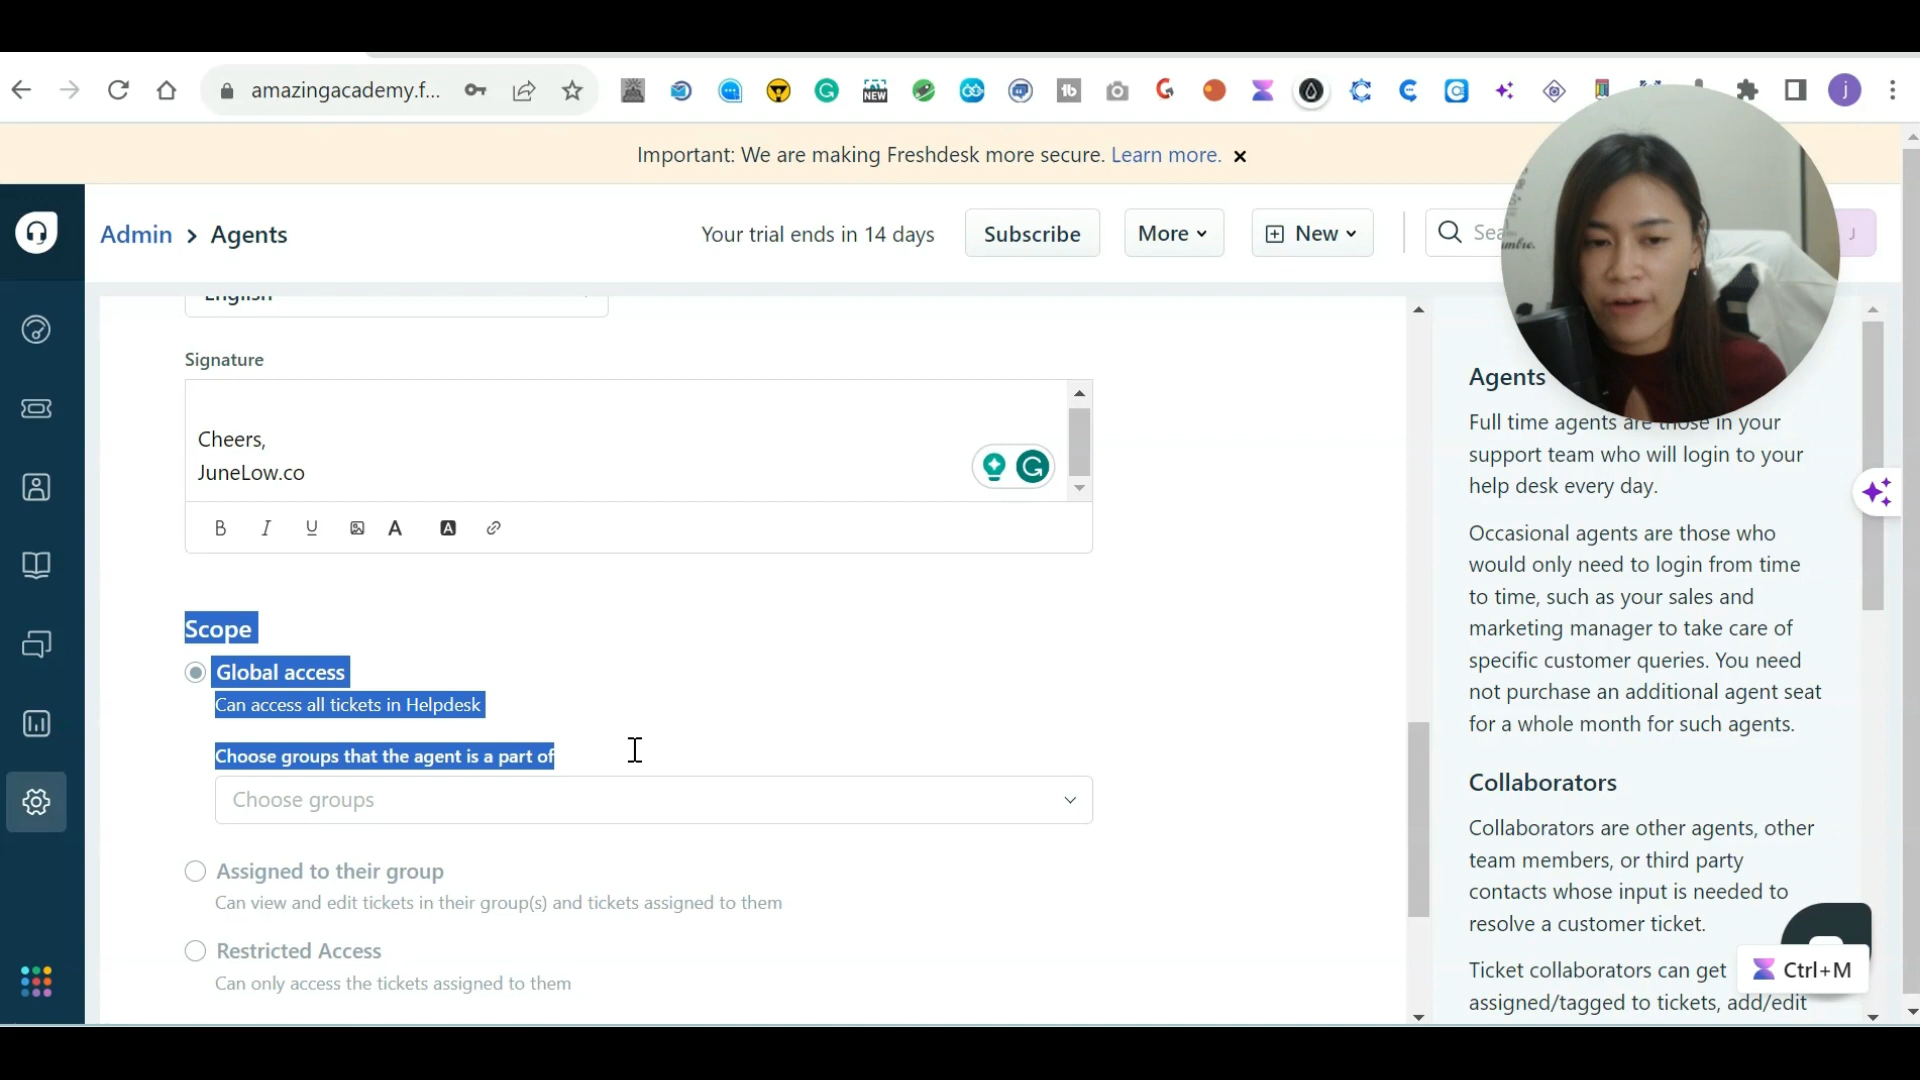 amazingacademy.f...
NEW
tb
j
Important: We are making Freshdesk more secure. Learn more.
Admin > Agents
Your trial ends in 14 days
Subscribe
More
New
J
English
Signature
Cheers,
JuneLow.co
B I U A A
Scope
Global access
Can access all tickets in Helpdesk
Choose groups that the agent is a part of
Choose groups
Assigned to their group
Can view and edit tickets in their group(s) and tickets assigned to them
Restricted Access
Can only access the tickets assigned to them
Agents
Full time agents are those in your
support team who will login to your
help desk every day.
Occasional agents are those who
would only need to login from time
to time, such as your sales and
marketing manager to take care of
specific customer queries. You need
not purchase an additional agent seat
for a whole month for such agents.
Collaborators
Collaborators are other agents, other
team members, or third party
contacts whose input is needed to
resolve a customer ticket.
Ticket collaborators can get
assigned/tagged to tickets, add/edit
Ctrl+M